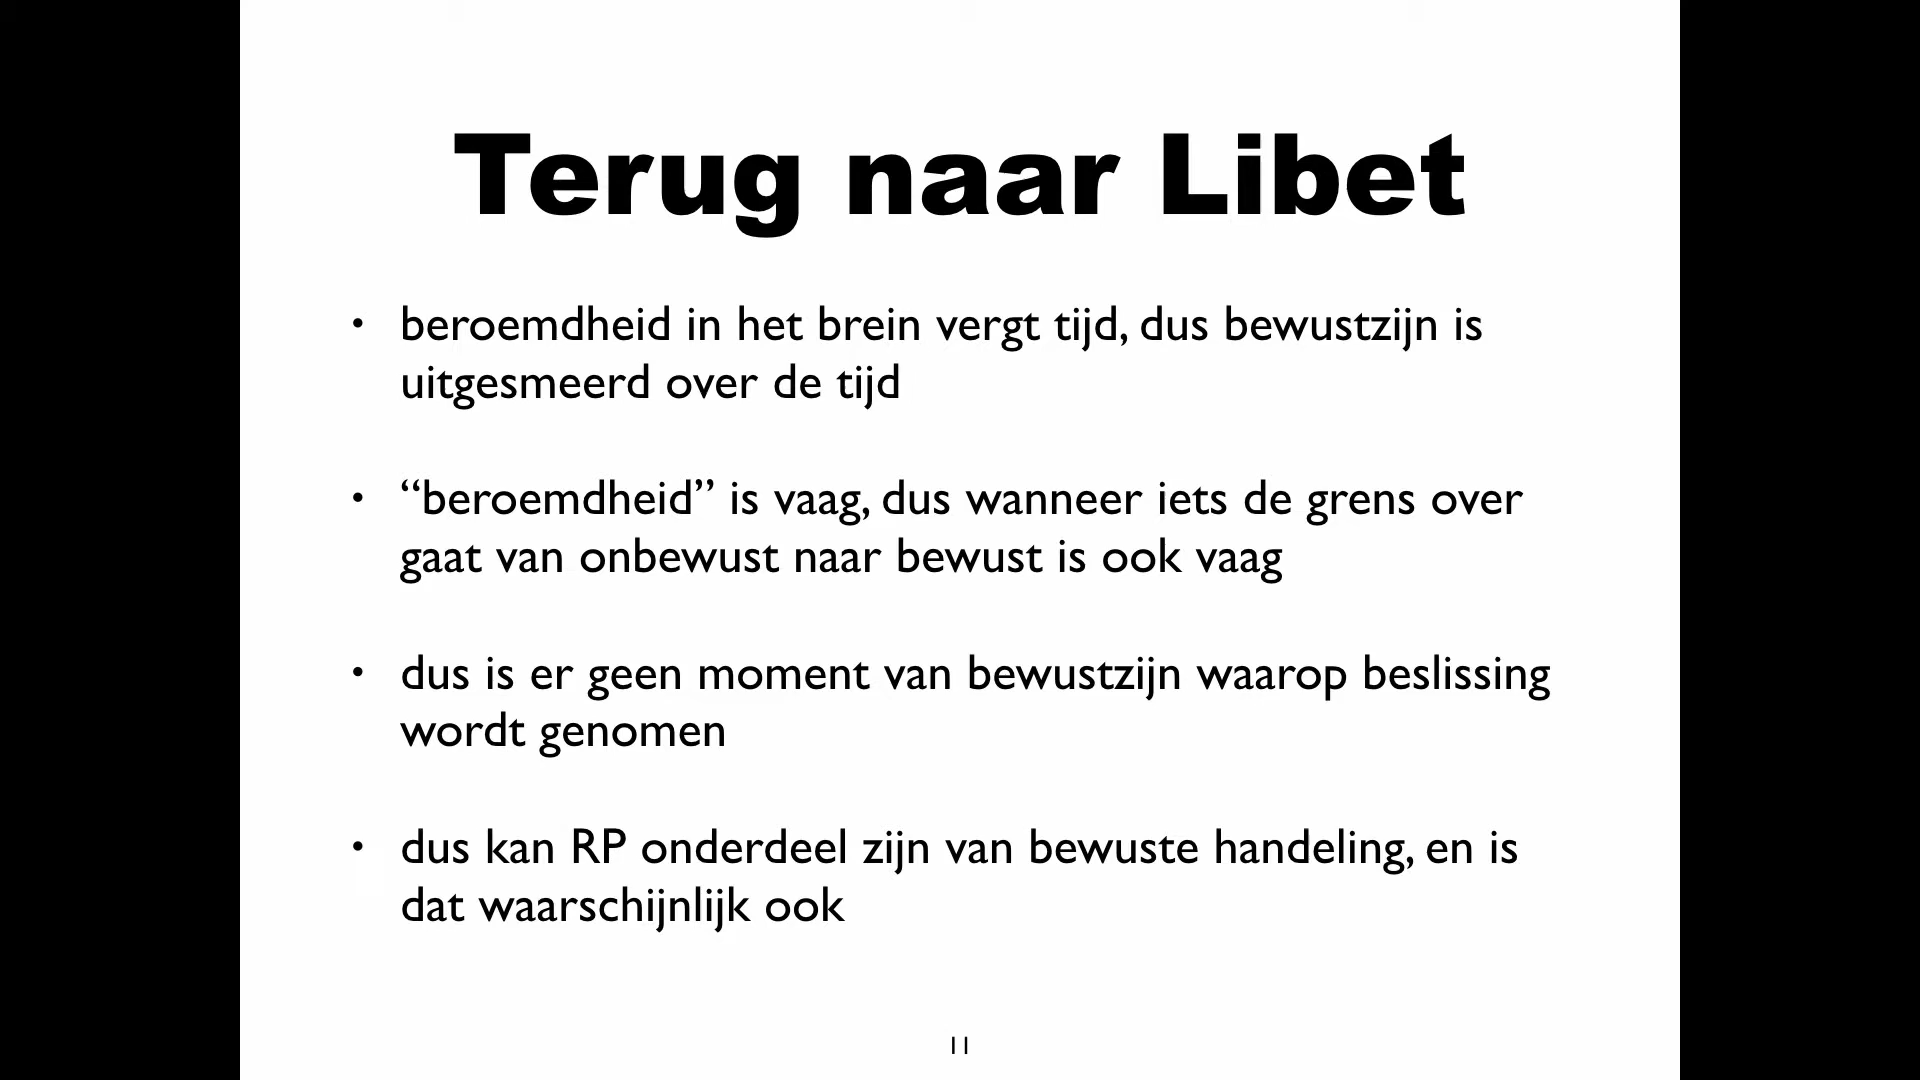 Terug naar Libet
• beroemdheid in het brein vergt tijd, dus bewustzijn is
uitgesmeerd over de tijd
• “beroemdheid” is vaag, dus wanneer iets de grens over
gaat van onbewust naar bewust is ook vaag
• dus is er geen moment van bewustzijn waarop beslissing
wordt genomen
• dus kan RP onderdeel zijn van bewuste handeling, en is
dat waarschijnlijk ook
11